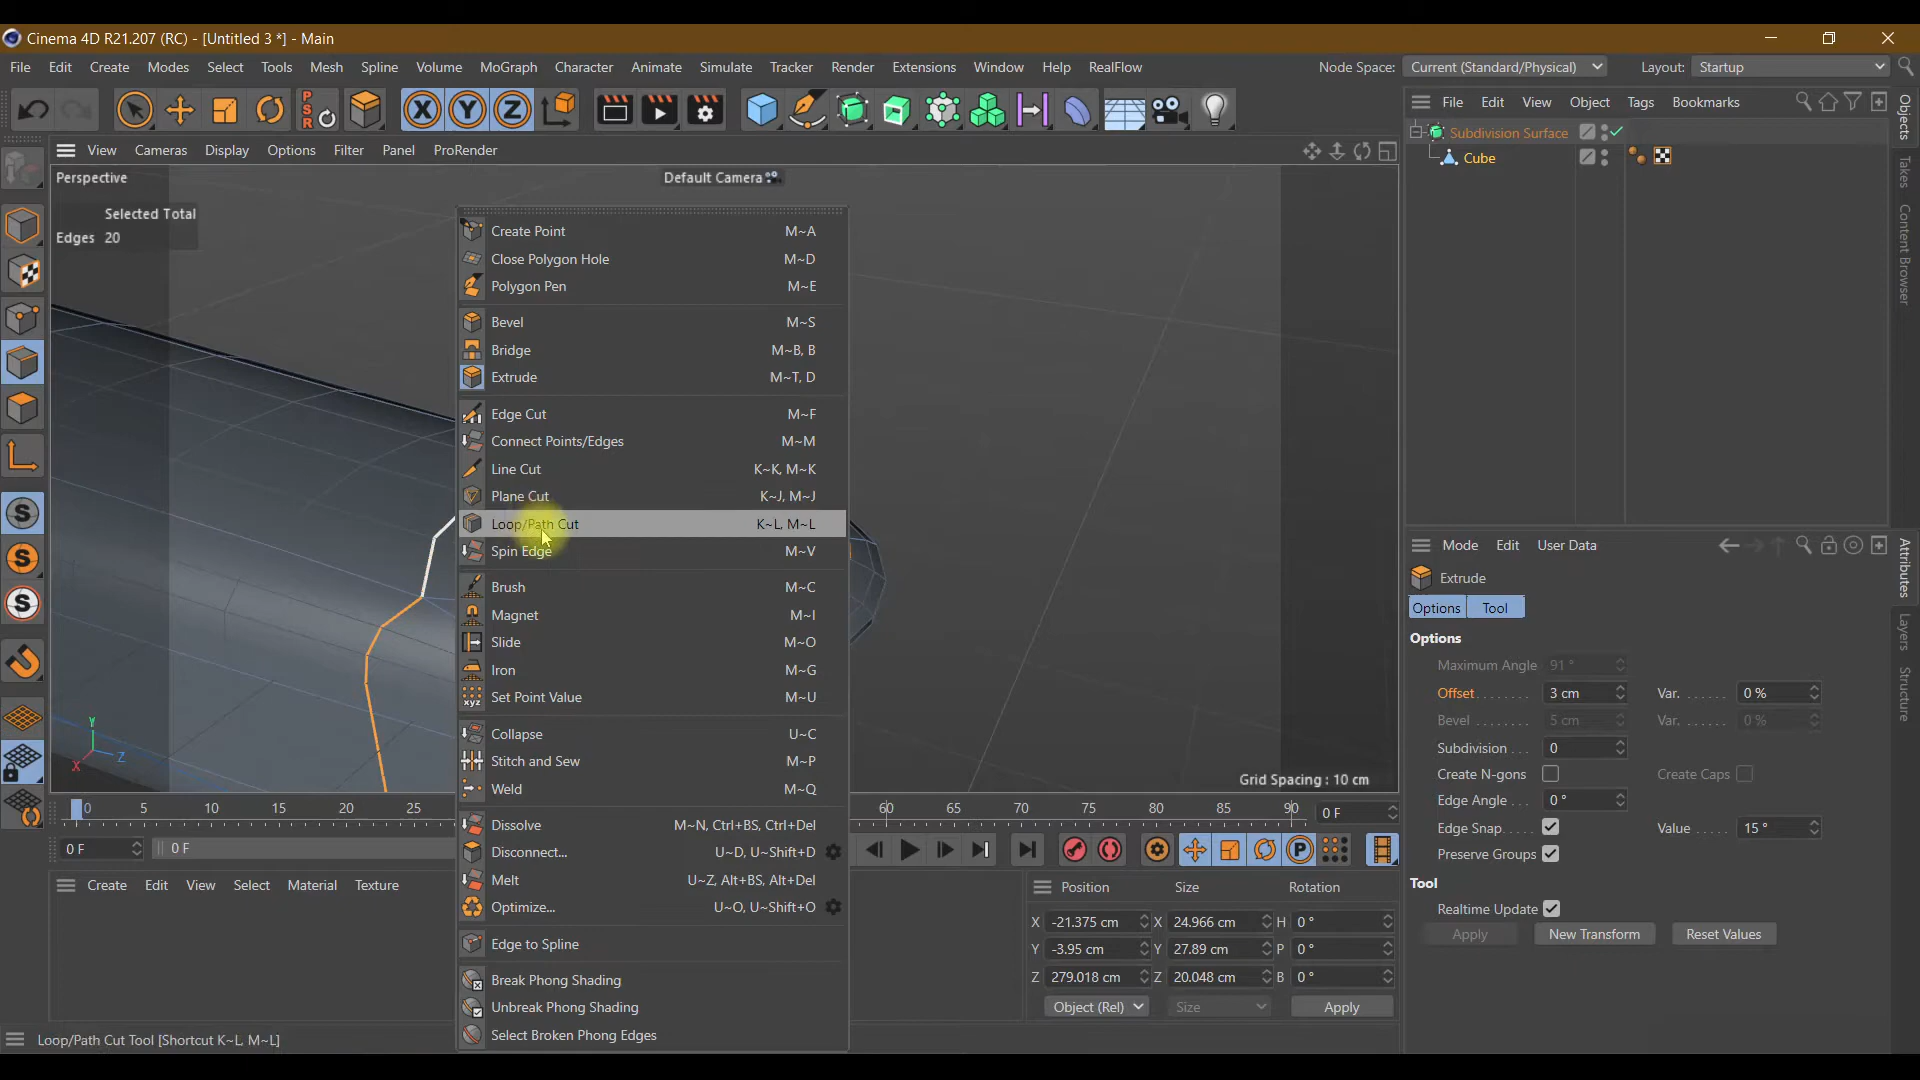 Cinema 4D R21.207 (RC) - [Untitled 3 *] - Main
File Edit Create Modes Select Tools Mesh Spline Volume MoGraph Character Animate Simulate Tracker Render Extensions Window Help RealFlow Node Space: Current (Standard/Physical) Layout: Startup
PSR X Y Z
File Edit View Object Tags Bookmarks
Subdivision Surface
Cube
Objects
Takes
Content Browser
View Cameras Display Options Filter Panel ProRender
Perspective
Default Camera
Selected Total
Edges 20
Create Point M~A
Close Polygon Hole M~D
Polygon Pen M~E
Bevel M~S
Bridge M~B, B
Extrude M~T, D
Edge Cut M~F
Connect Points/Edges M~M
Line Cut K~K, M~K
Plane Cut K~J, M~J
Loop/Path Cut K~L, M~L
Spin Edge M~V
Brush M~C
Magnet M~I
Slide M~O
Iron M~G
Set Point Value M~U
Collapse U~C
Stitch and Sew M~P
Weld M~Q
Dissolve M~N, Ctrl+BS, Ctrl+Del
Disconnect... U~D, U~Shift+D
Melt U~Z, Alt+BS, Alt+Del
Optimize... U~O, U~Shift+O
Edge to Spline
Break Phong Shading
Unbreak Phong Shading
Select Broken Phong Edges
S
S
S
xyz
Y
Z
X
Grid Spacing : 10 cm
Mode Edit User Data
Extrude
Options Tool
Options
Maximum Angle 91 °
Offset 3 cm Var. 0 %
Bevel 5 cm Var. 0 %
Subdivision 0
Create N-gons Create Caps
Edge Angle 0 °
Edge Snap Value 15 °
Preserve Groups
Tool
Realtime Update
Apply New Transform Reset Values
Attributes
Layers
Structure
0 5 10 15 20 25 60 65 70 75 80 85 90 0 F
0 F 0 F
P
Create Edit View Select Material Texture
Position Size Rotation
X -21.375 cm X 24.966 cm H 0 °
Y -3.95 cm Y 27.89 cm P 0 °
Z 279.018 cm Z 20.048 cm B 0 °
Object (Rel) Size Apply
Loop/Path Cut Tool [Shortcut K~L, M~L]